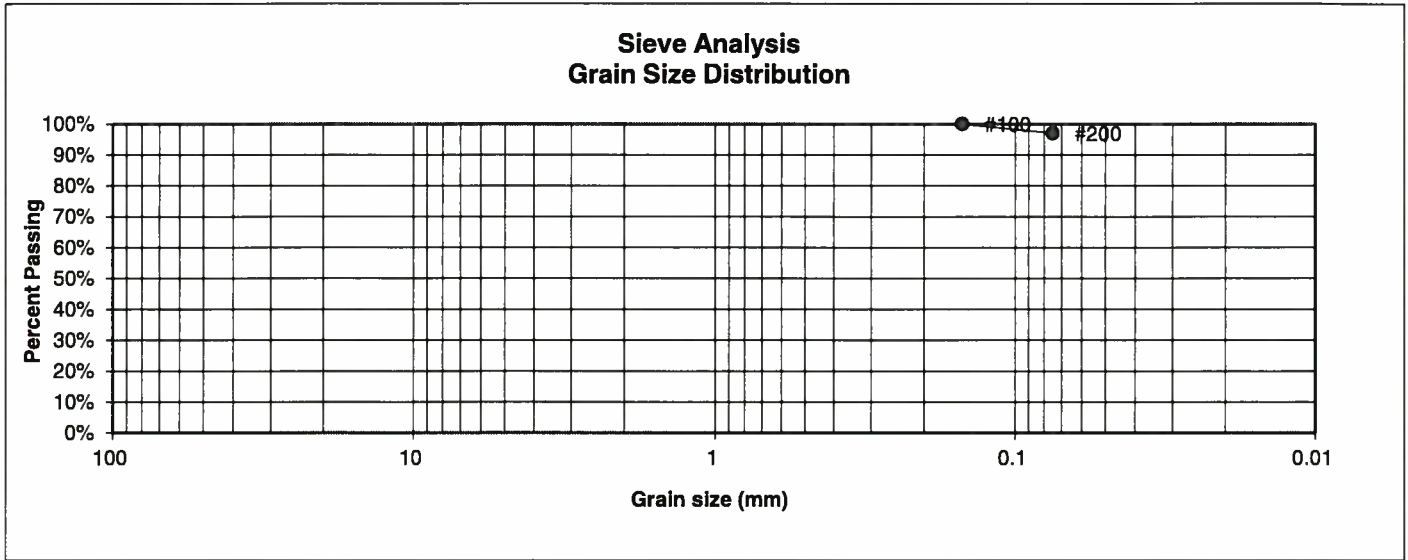 Sieve Analysis
Grain Size Distribution
100%
90%
80%
70%
60%
50%
40%
30%
20%
10%
0%
Percent Passing
#100
#200
100 10 1 0.1 0.01
Grain size (mm)